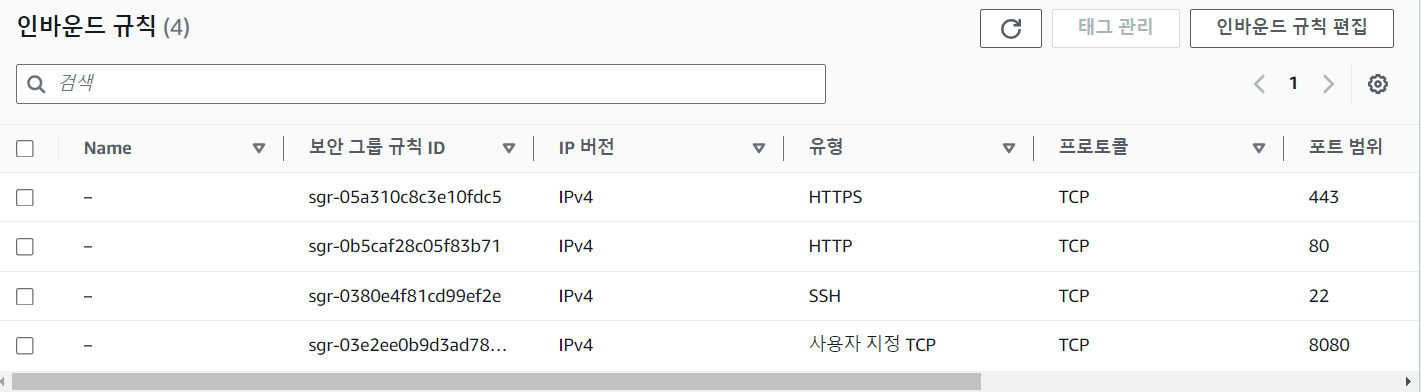 인바운드 규칙 (4)
태그 관리
인바운드 규칙 편집
검색
1
Name 보안 그룹 규칙 ID IP 버전 유형 프로토콜 포트 범위
– sgr-05a310c8c3e10fdc5 IPv4 HTTPS TCP 443
– sgr-0b5caf28c05f83b71 IPv4 HTTP TCP 80
– sgr-0380e4f81cd99ef2e IPv4 SSH TCP 22
– sgr-03e2ee0b9d3ad78… IPv4 사용자 지정 TCP TCP 8080